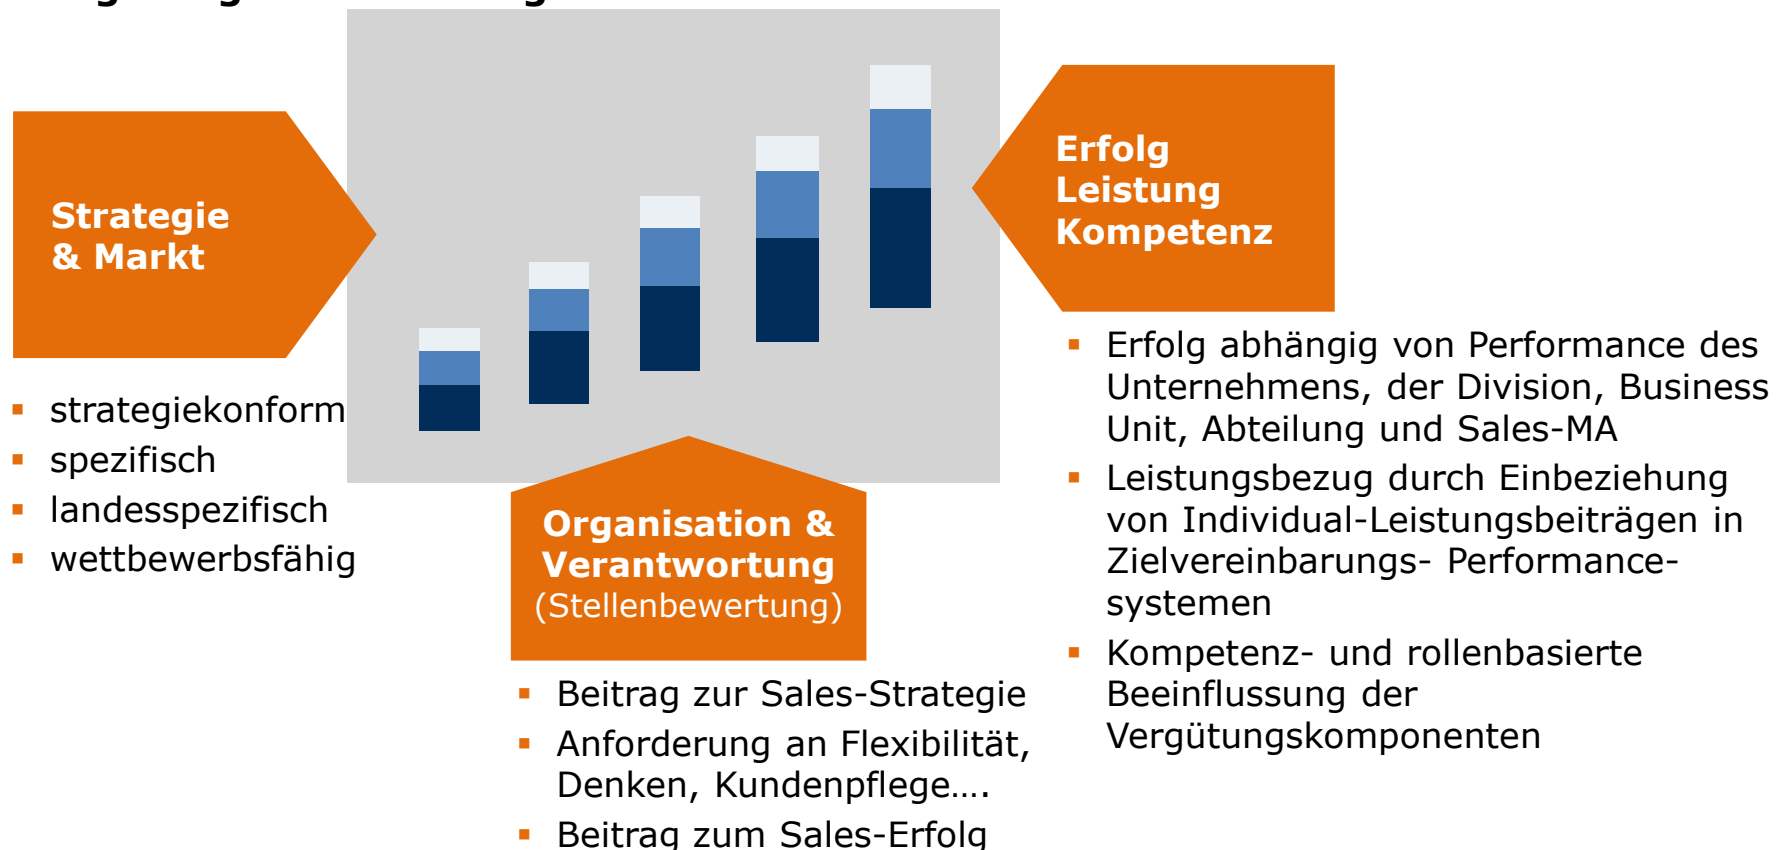 Strategie
& Markt
strategiekonform
spezifisch
landesspezifisch
wettbewerbsfähig
Organisation &
Verantwortung
(Stellenbewertung)
Beitrag zur Sales-Strategie
Anforderung an Flexibilität,
Denken, Kundenpflege….
Beitrag zum Sales-Erfolg
Erfolg
Leistung
Kompetenz
Erfolg abhängig von Performance des
Unternehmens, der Division, Business
Unit, Abteilung und Sales-MA
Leistungsbezug durch Einbeziehung
von Individual-Leistungsbeiträgen in
Zielvereinbarungs- Performance-
systemen
Kompetenz- und rollenbasierte
Beeinflussung der
Vergütungskomponenten